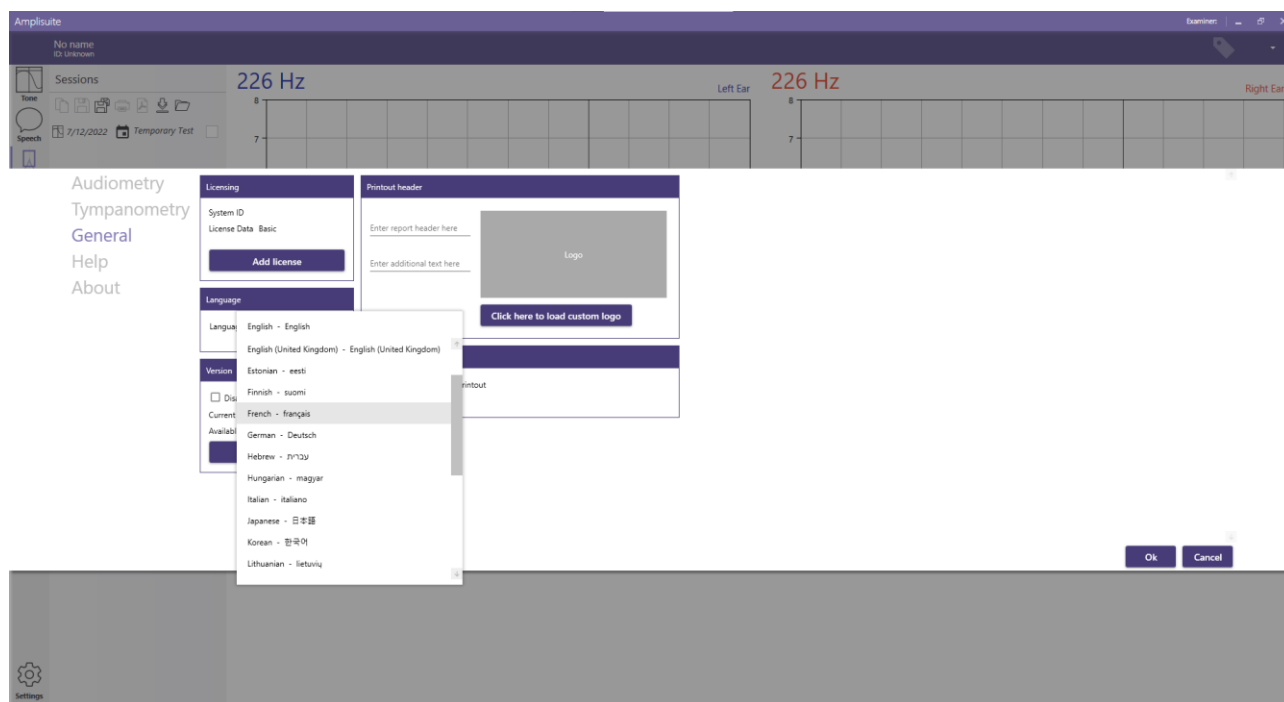 Amplisuite
Examiner:
No name
ID: Unknown
Tone
Speech
Sessions
7/12/2022 Temporary Test
226 Hz
Left Ear
8
7
226 Hz
Right Ear
8
7
Audiometry
Tympanometry
General
Help
About
Licensing
System ID
License Data Basic
Add license
Printout header
Enter report header here
Enter additional text here
Logo
Click here to load custom logo
Language
Version
English - English
English (United Kingdom) - English (United Kingdom)
Estonian - eesti
Finnish - suomi
French - français
German - Deutsch
Hebrew - עברית
Hungarian - magyar
Italian - italiano
Japanese - 日本語
Korean - 한국어
Lithuanian - lietuvių
Current
Ok
Cancel
Settings